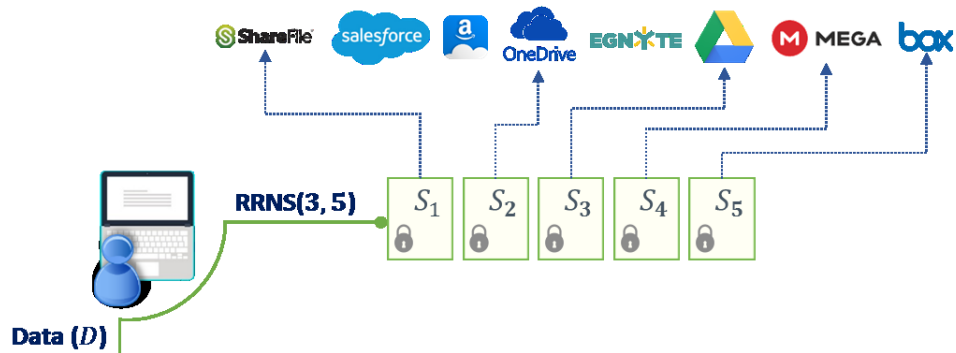 ShareFile
salesforce
a
OneDrive
EGNYTE
M MEGA
box
RRNS(3, 5)
S₁
S₂
S₃
S₄
S₅
Data (D)